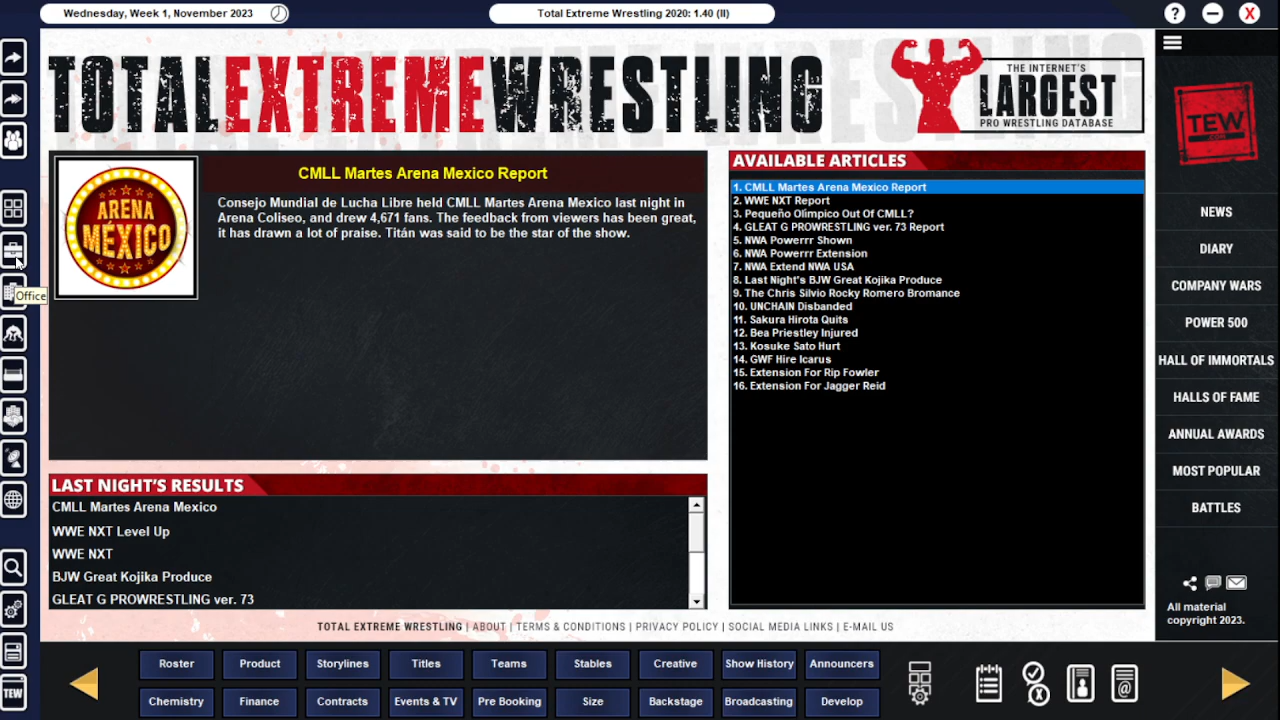 Wednesday, Week 1, November 2023
Total Extreme Wrestling 2020: 1.40 (II)
?
X
TOTALEXTREMEWRESTLING
THE INTERNET'S
LARGEST
PRO WRESTLING DATABASE
TEW
.COM
ARENA
MÉXICO
CMLL Martes Arena Mexico Report
Consejo Mundial de Lucha Libre held CMLL Martes Arena Mexico last night in
Arena Coliseo, and drew 4,671 fans. The feedback from viewers has been great,
it has drawn a lot of praise. Titán was said to be the star of the show.
Office
LAST NIGHT'S RESULTS
CMLL Martes Arena Mexico
WWE NXT Level Up
WWE NXT
BJW Great Kojika Produce
GLEAT G PROWRESTLING ver. 73
AVAILABLE ARTICLES
1. CMLL Martes Arena Mexico Report
2. WWE NXT Report
3. Pequeño Olímpico Out Of CMLL?
4. GLEAT G PROWRESTLING ver. 73 Report
5. NWA Powerrr Shown
6. NWA Powerrr Extension
7. NWA Extend NWA USA
8. Last Night's BJW Great Kojika Produce
9. The Chris Silvio Rocky Romero Bromance
10. UNCHAIN Disbanded
11. Sakura Hirota Quits
12. Bea Priestley Injured
13. Kosuke Sato Hurt
14. GWF Hire Icarus
15. Extension For Rip Fowler
16. Extension For Jagger Reid
NEWS
DIARY
COMPANY WARS
POWER 500
HALL OF IMMORTALS
HALLS OF FAME
ANNUAL AWARDS
MOST POPULAR
BATTLES
All material
copyright 2023.
TOTAL EXTREME WRESTLING | ABOUT | TERMS & CONDITIONS | PRIVACY POLICY | SOCIAL MEDIA LINKS | E-MAIL US
TEW
Roster
Product
Storylines
Titles
Teams
Stables
Creative
Show History
Announcers
Chemistry
Finance
Contracts
Events & TV
Pre Booking
Size
Backstage
Broadcasting
Develop